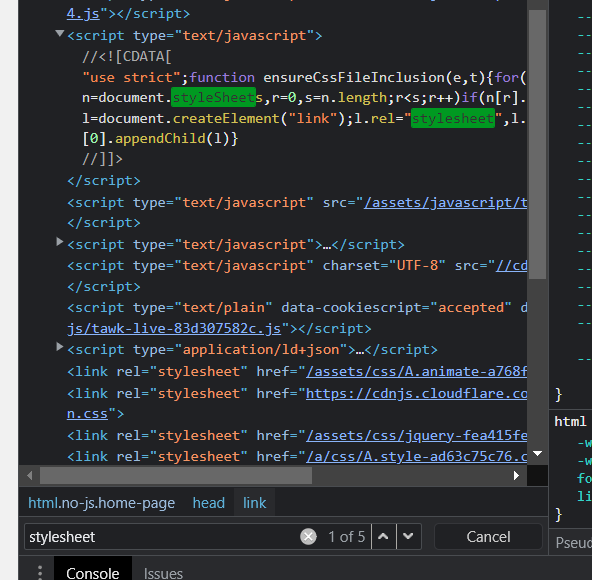 4.js"></script>
<script type="text/javascript">
//<![CDATA[
"use strict";function ensureCssFileInclusion(e,t){for(
n=document.styleSheets,r=0,s=n.length;r<s;r++)if(n[r].
l=document.createElement("link");l.rel="stylesheet",l.
[0].appendChild(l)}
//]]>
</script>
<script type="text/javascript" src="/assets/javascript/t
</script>
<script type="text/javascript">…</script>
<script type="text/javascript" charset="UTF-8" src="//cd
</script>
<script type="text/plain" data-cookiescript="accepted" d
js/tawk-live-83d307582c.js"></script>
<script type="application/ld+json">…</script>
<link rel="stylesheet" href="/assets/css/A.animate-a768f
<link rel="stylesheet" href="https://cdnjs.cloudflare.co
n.css">
<link rel="stylesheet" href="/assets/css/jquery-fea415fe
<link rel="stylesheet" href="/a/css/A.style-ad63c75c76.c
}
html
-w
-w
fo
li
}
Pseud
html.no-js.home-page head link
stylesheet 1 of 5 Cancel
Console Issues